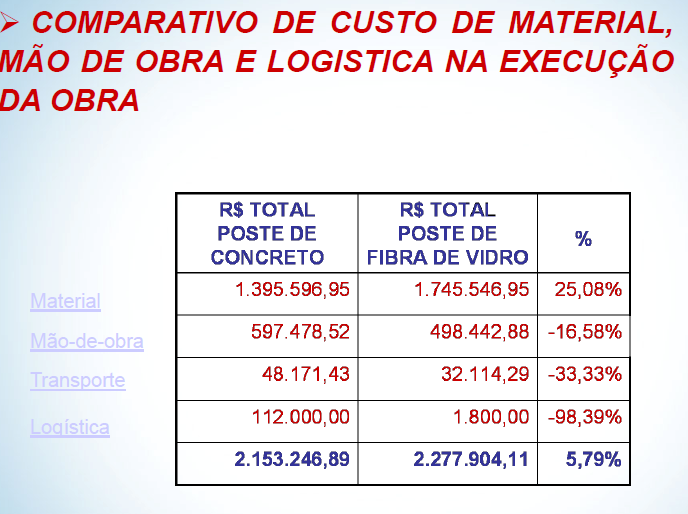 ➢ COMPARATIVO DE CUSTO DE MATERIAL,
MÃO DE OBRA E LOGISTICA NA EXECUÇÃO
DA OBRA
R$ TOTAL POSTE DE CONCRETO R$ TOTAL POSTE DE FIBRA DE VIDRO %
Material 1.395.596,95 1.745.546,95 25,08%
Mão-de-obra 597.478,52 498.442,88 -16,58%
Transporte 48.171,43 32.114,29 -33,33%
Logística 112.000,00 1.800,00 -98,39%
2.153.246,89 2.277.904,11 5,79%